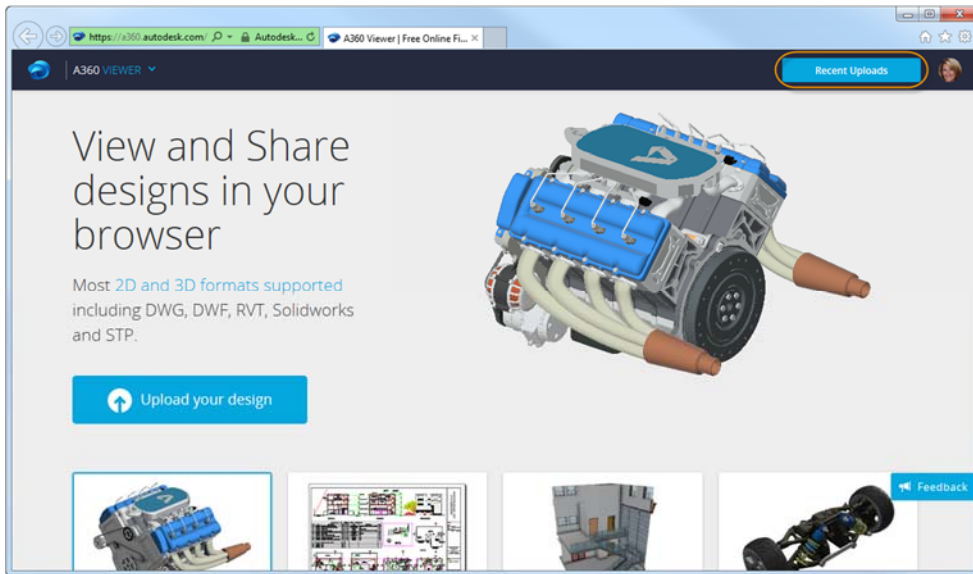 https://a360.autodesk.com/
Autodesk...
A360 Viewer | Free Online Fi...
A360 VIEWER
Recent Uploads
View and Share
designs in your
browser
Most 2D and 3D formats supported
including DWG, DWF, RVT, Solidworks
and STP.
Upload your design
Feedback